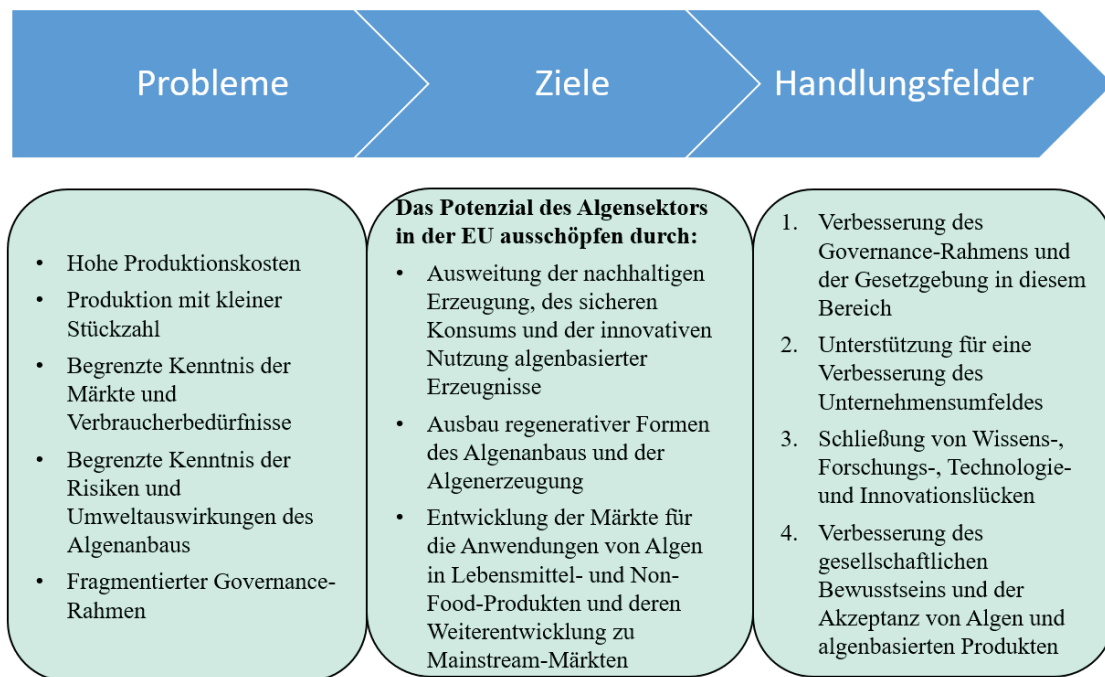 Probleme
Ziele
Handlungsfelder
• Hohe Produktionskosten
• Produktion mit kleiner
Stückzahl
• Begrenzte Kenntnis der
Märkte und
Verbraucherbedürfnisse
• Begrenzte Kenntnis der
Risiken und
Umweltauswirkungen des
Algenanbaus
• Fragmentierter Governance-
Rahmen
Das Potenzial des Algensektors
in der EU ausschöpfen durch:
• Ausweitung der nachhaltigen
Erzeugung, des sicheren
Konsums und der innovativen
Nutzung algenbasierter
Erzeugnisse
• Ausbau regenerativer Formen
des Algenanbaus und der
Algenerzeugung
• Entwicklung der Märkte für
die Anwendungen von Algen
in Lebensmittel- und Non-
Food-Produkten und deren
Weiterentwicklung zu
Mainstream-Märkten
1. Verbesserung des
Governance-Rahmens und
der Gesetzgebung in diesem
Bereich
2. Unterstützung für eine
Verbesserung des
Unternehmensumfeldes
3. Schließung von Wissens-,
Forschungs-, Technologie-
und Innovationslücken
4. Verbesserung des
gesellschaftlichen
Bewusstseins und der
Akzeptanz von Algen und
algenbasierten Produkten